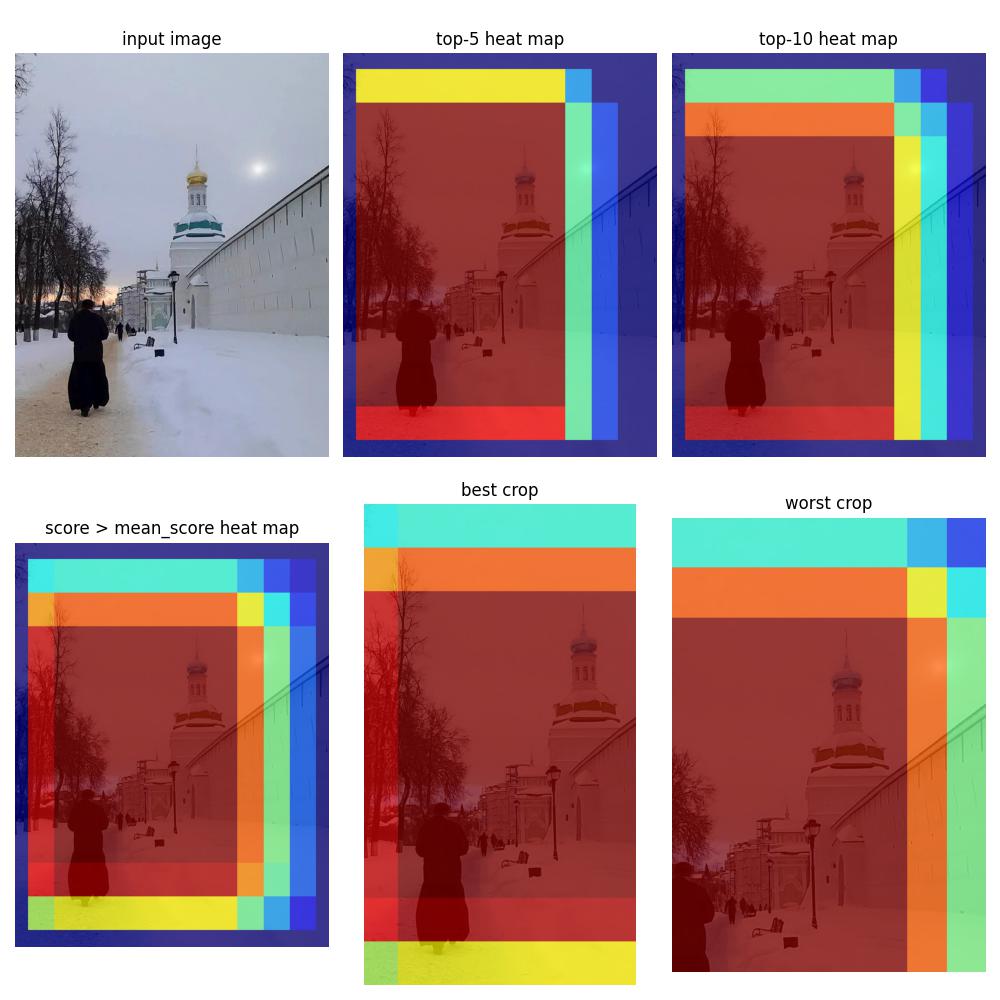 input image
top-5 heat map
top-10 heat map
score > mean_score heat map
best crop
worst crop